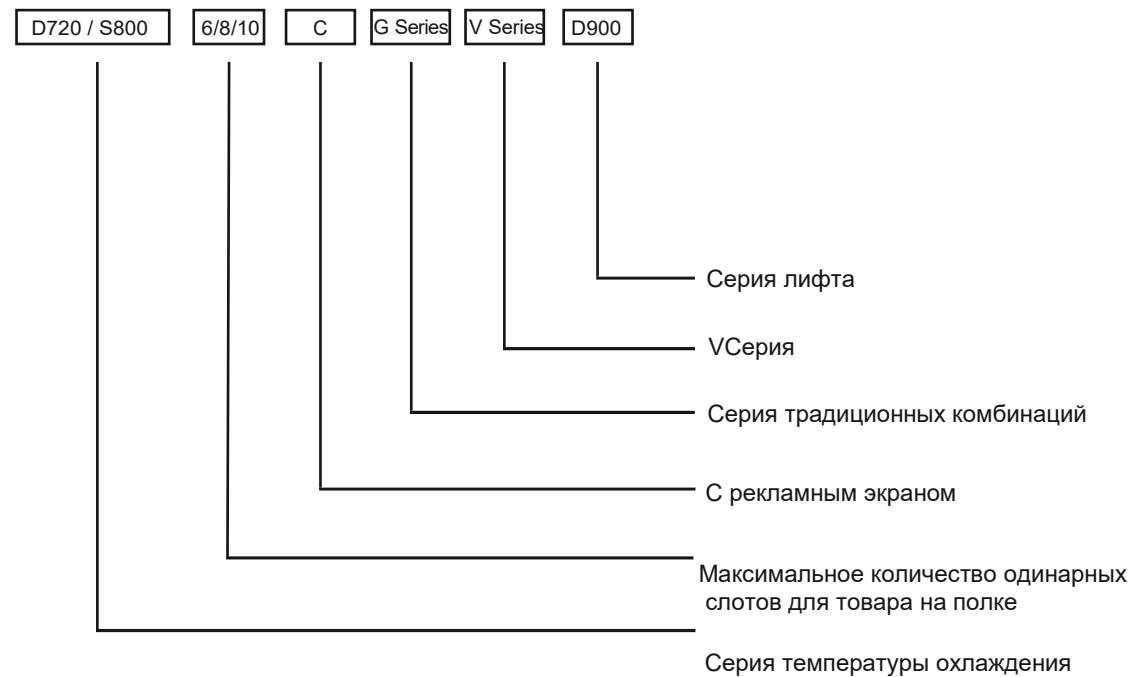 D720 / S800 6/8/10 C G Series V Series D900
Серия лифта
VСерия
Серия традиционных комбинаций
С рекламным экраном
Максимальное количество одинарных
слотов для товара на полке
Серия температуры охлаждения